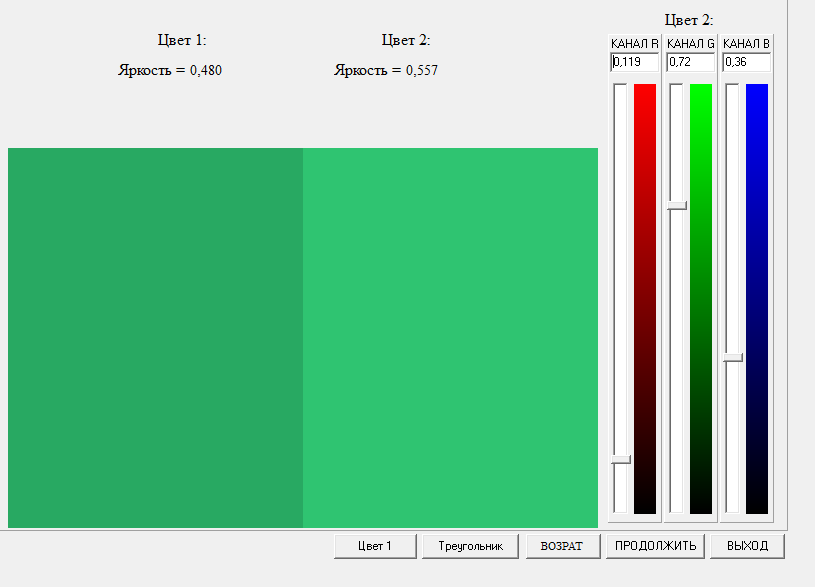 Цвет 1:
Цвет 2:
Яркость = 0,480
Яркость = 0,557
Цвет 2:
КАНАЛ R
КАНАЛ G
КАНАЛ B
0,119
0,72
0,36
Цвет 1
Треугольник
ВОЗРАТ
ПРОДОЛЖИТЬ
ВЫХОД